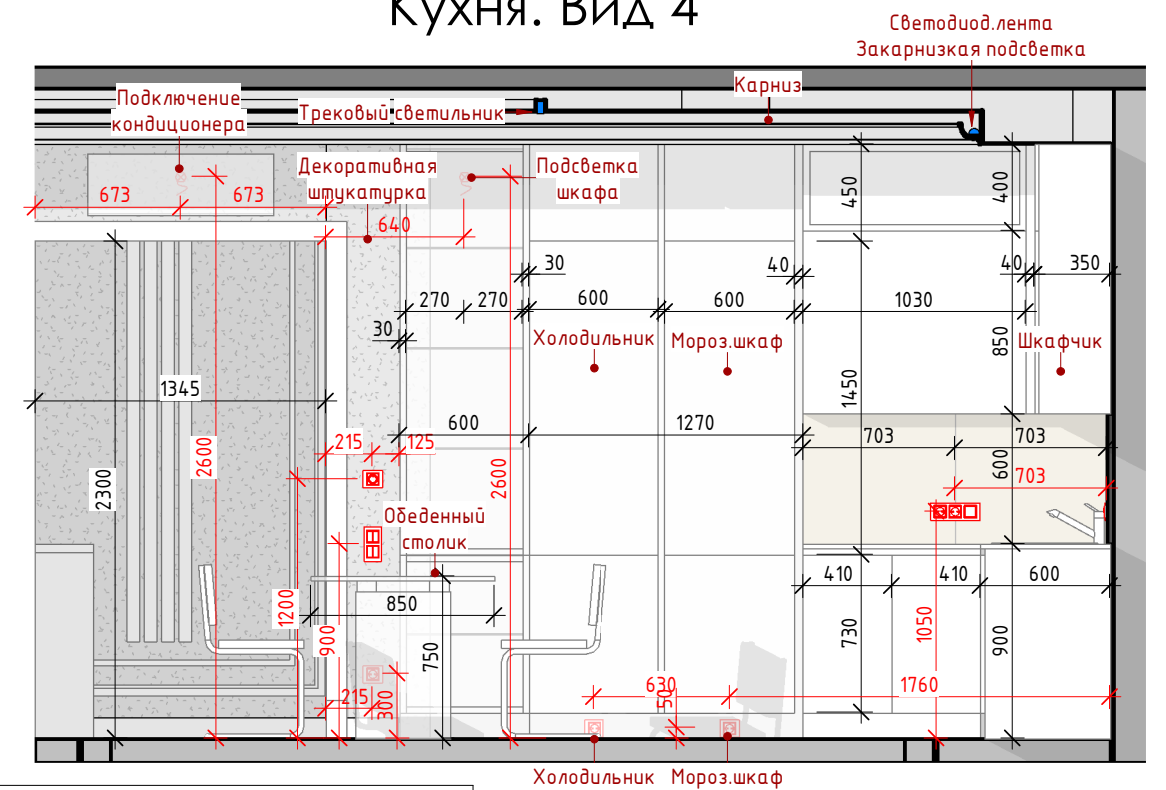 Кухня. Вид 4
Светодиод.лента
Закарнизкая подсветка
Карниз
Подключение
кондиционера
Трековый светильник
Декоративная
штукатурка
Подсветка
шкафа
450
400
673
673
640
30
40
40
350
270
270
600
600
1030
30
Холодильник
Мороз.шкаф
850
Шкафчик
1345
1450
600
1270
703
703
215
125
2600
2300
2600
600
703
Обеденный
столик
410
410
600
850
1200
900
750
730
1050
900
630
1760
215
300
50
Холодильник
Мороз.шкаф